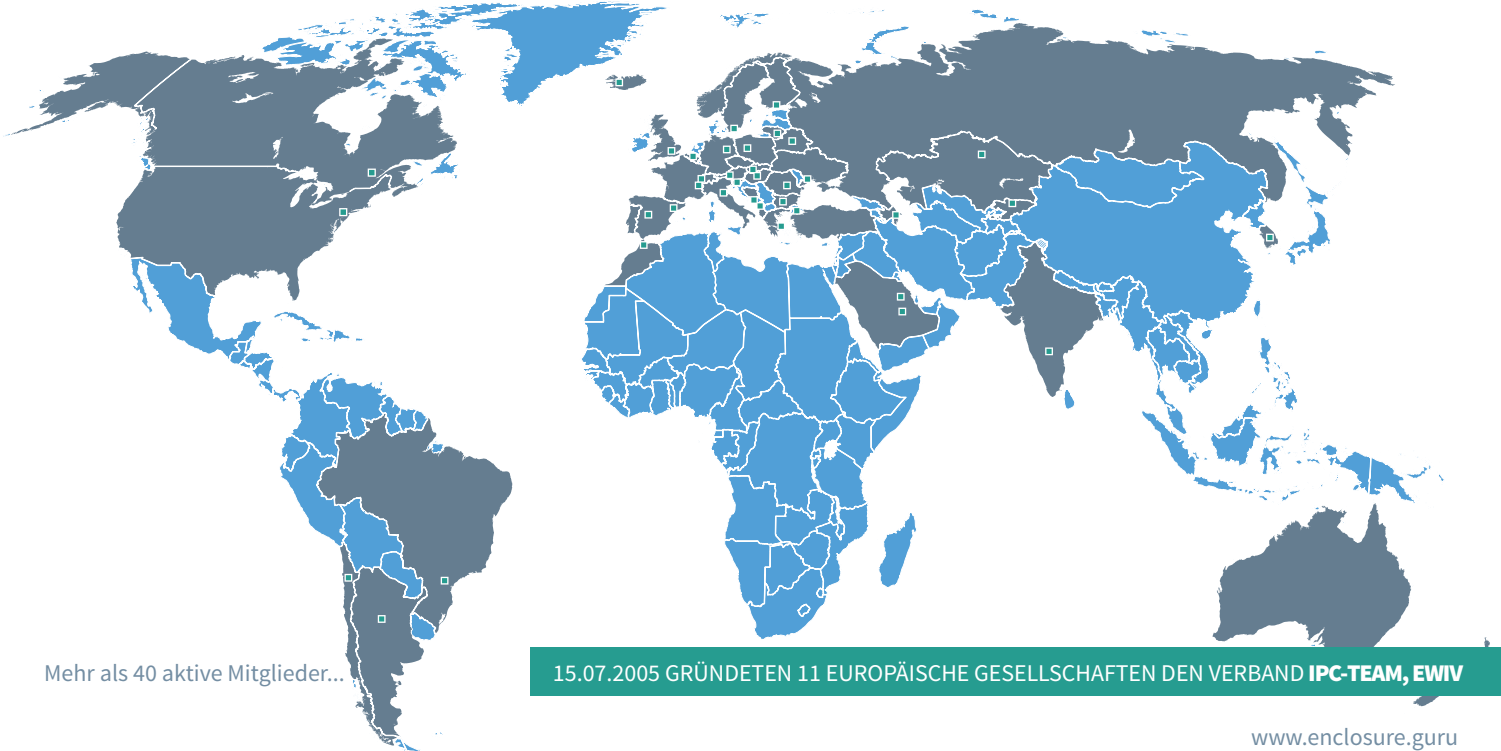 Mehr als 40 aktive Mitglieder...
15.07.2005 GRÜNDETEN 11 EUROPÄISCHE GESELLSCHAFTEN DEN VERBAND IPC-TEAM, EWIV
www.enclosure.guru